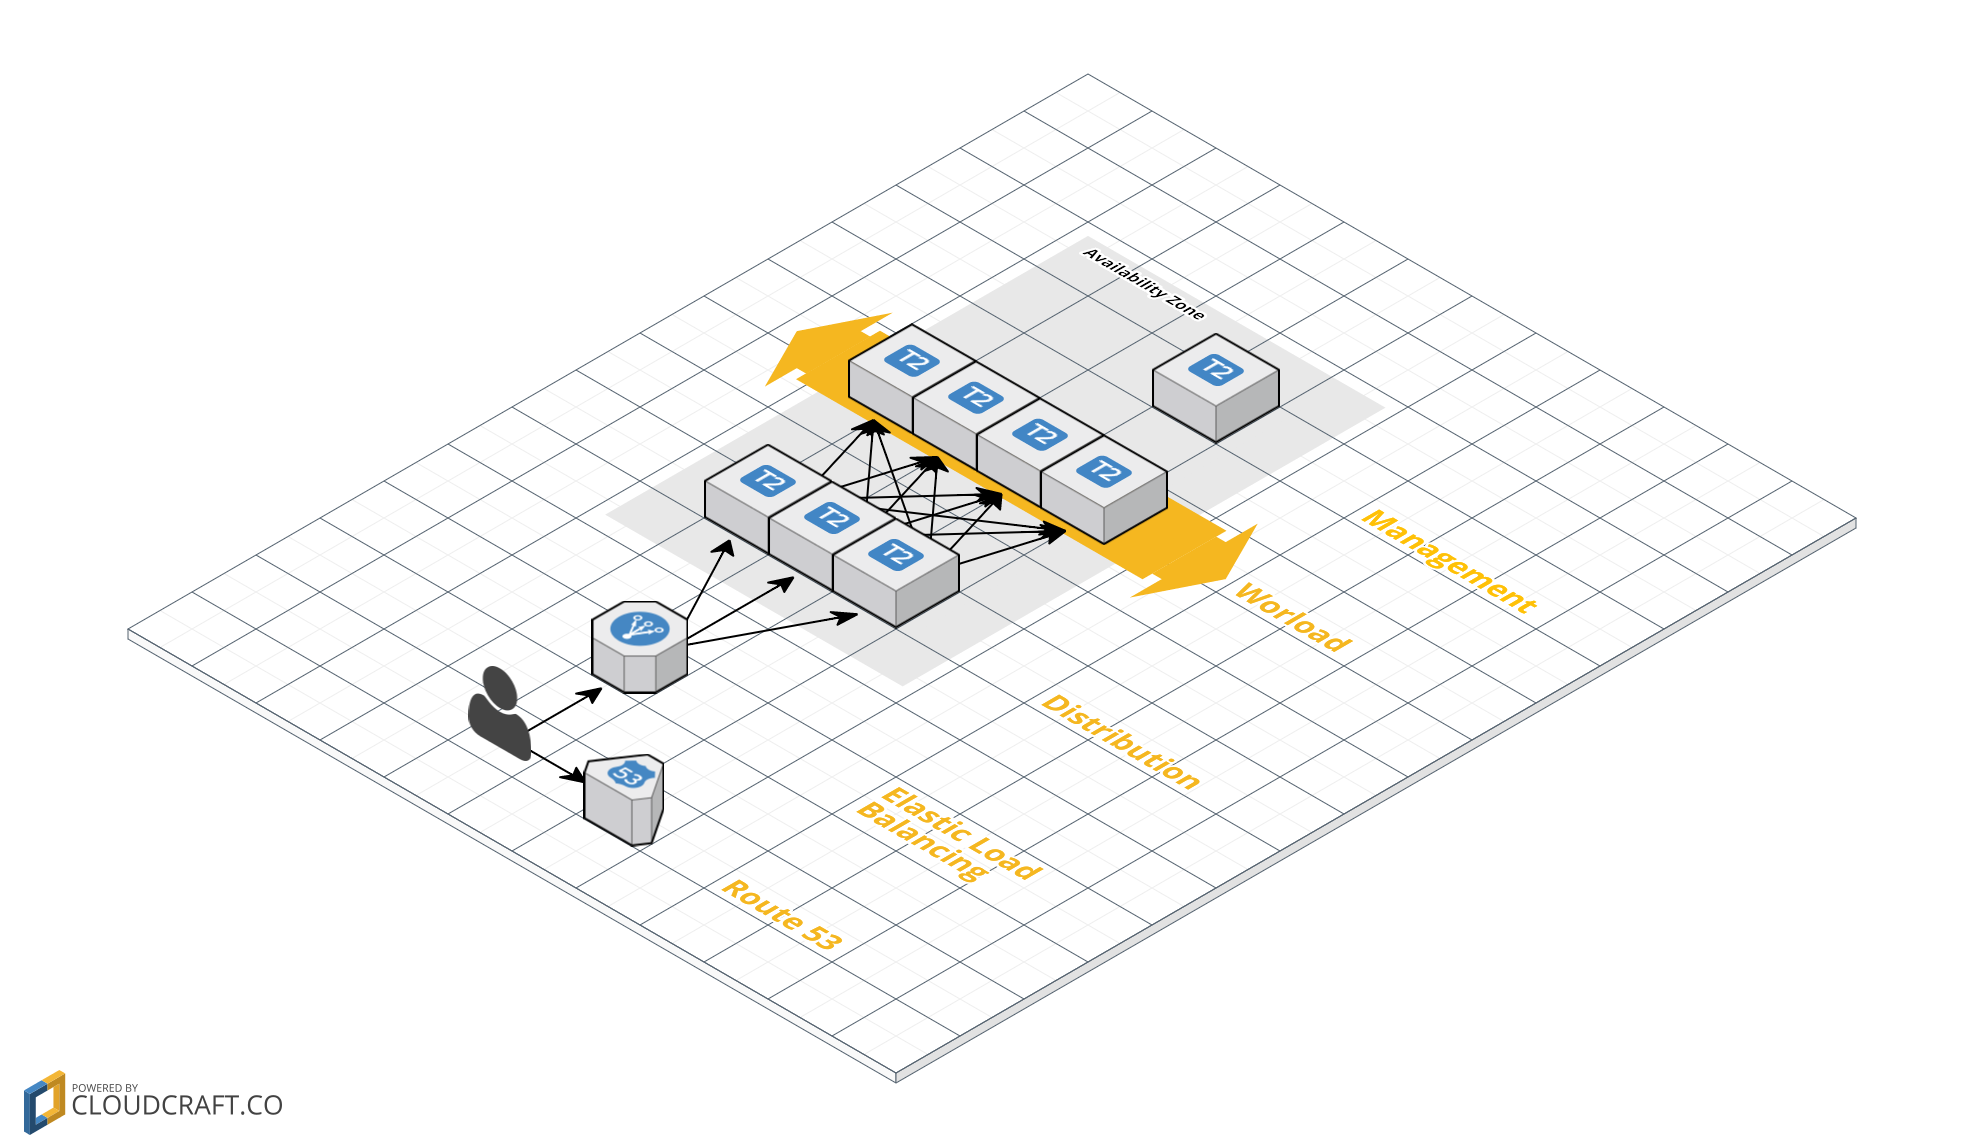 Availability Zone
T2
T2
T2
T2
T2
T2
T2
T2
53
Management
Worload
Distribution
Elastic Load
Balancing
Route 53
POWERED BY
CLOUDCRAFT.CO